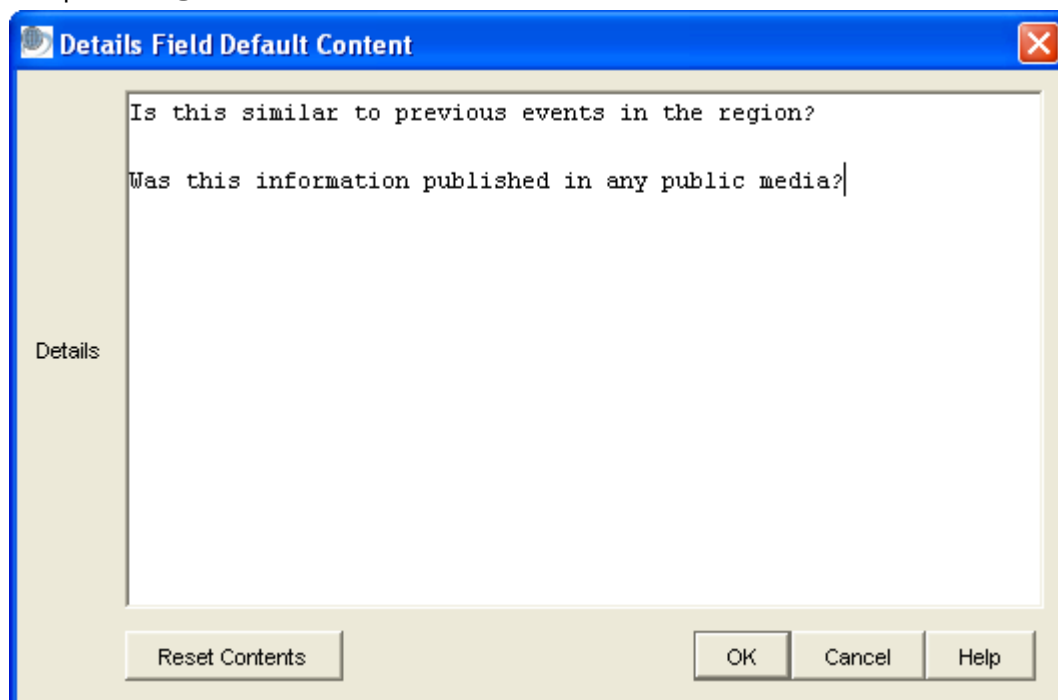 Details Field Default Content
Is this similar to previous events in the region?
Was this information published in any public media?
Details
Reset Contents
OK
Cancel
Help